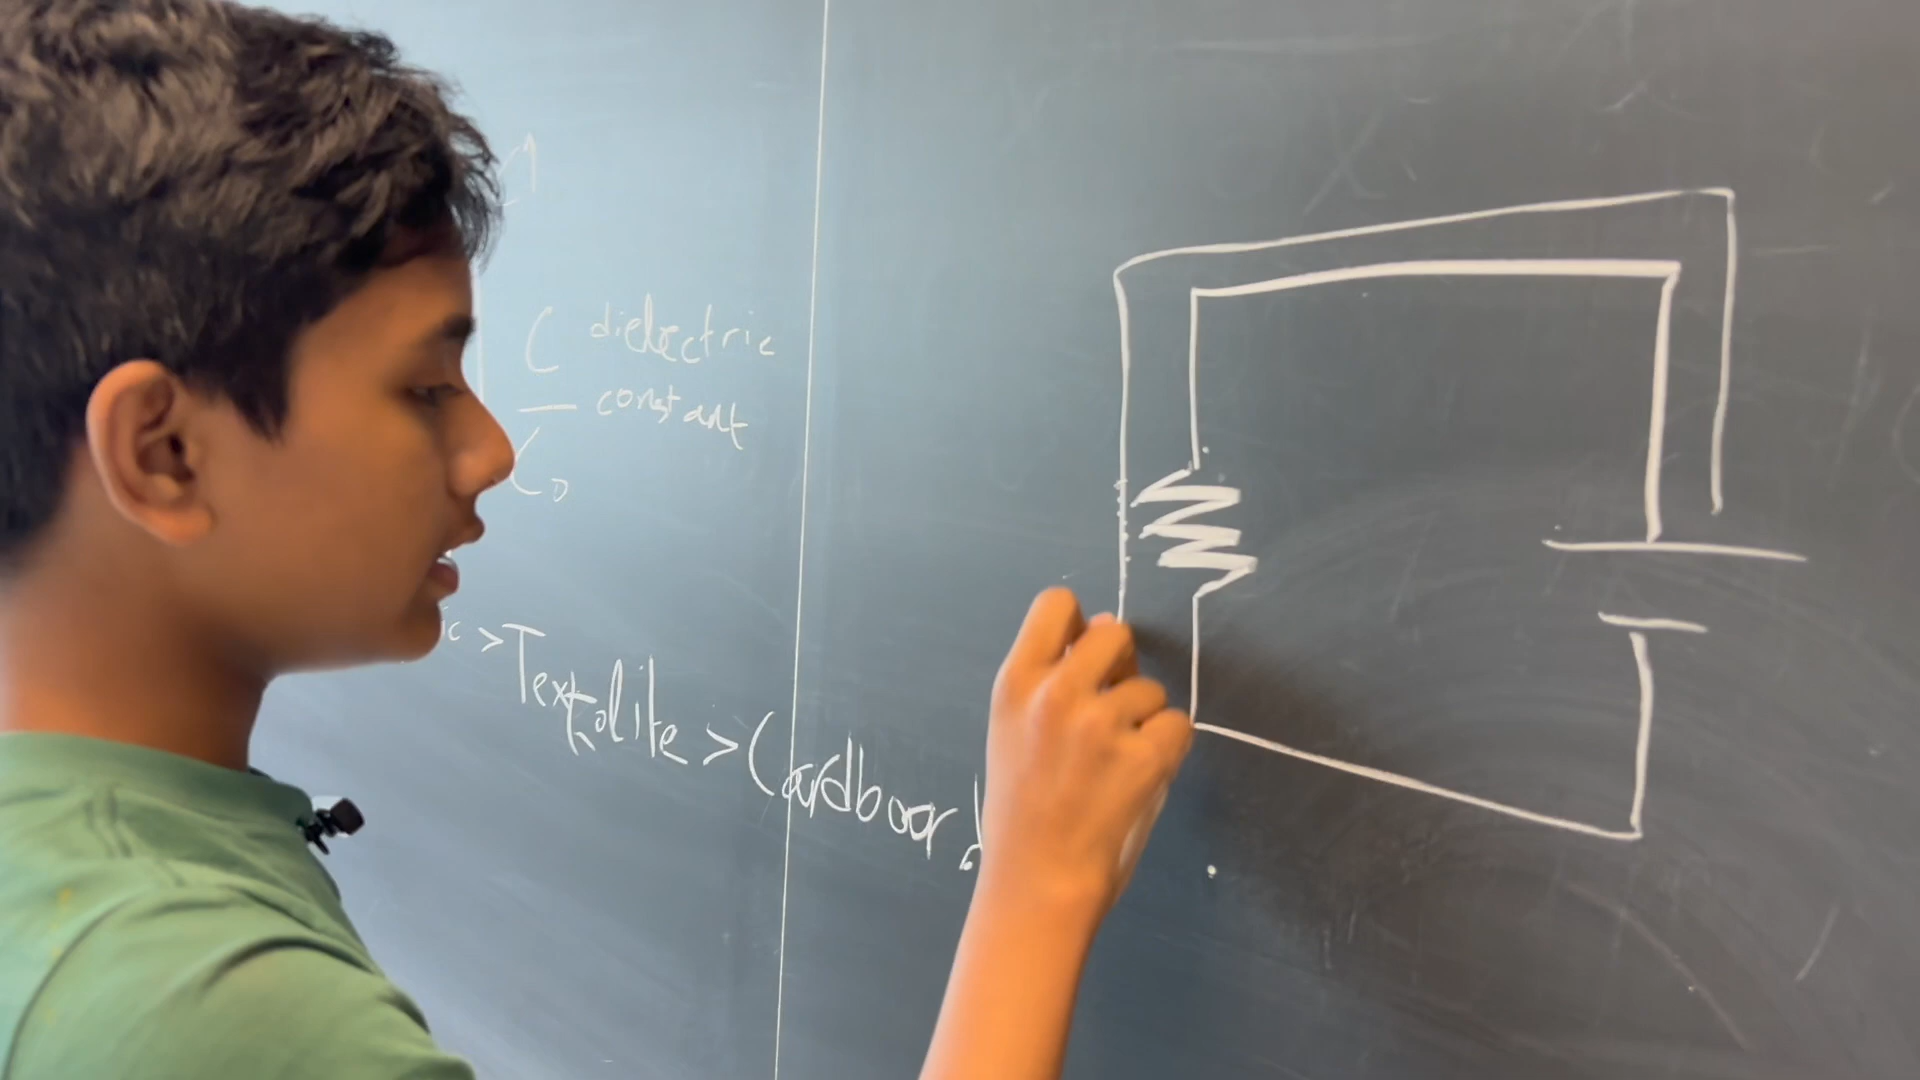 C dielectric
— constant
C₀
>Textolite >Cardboard